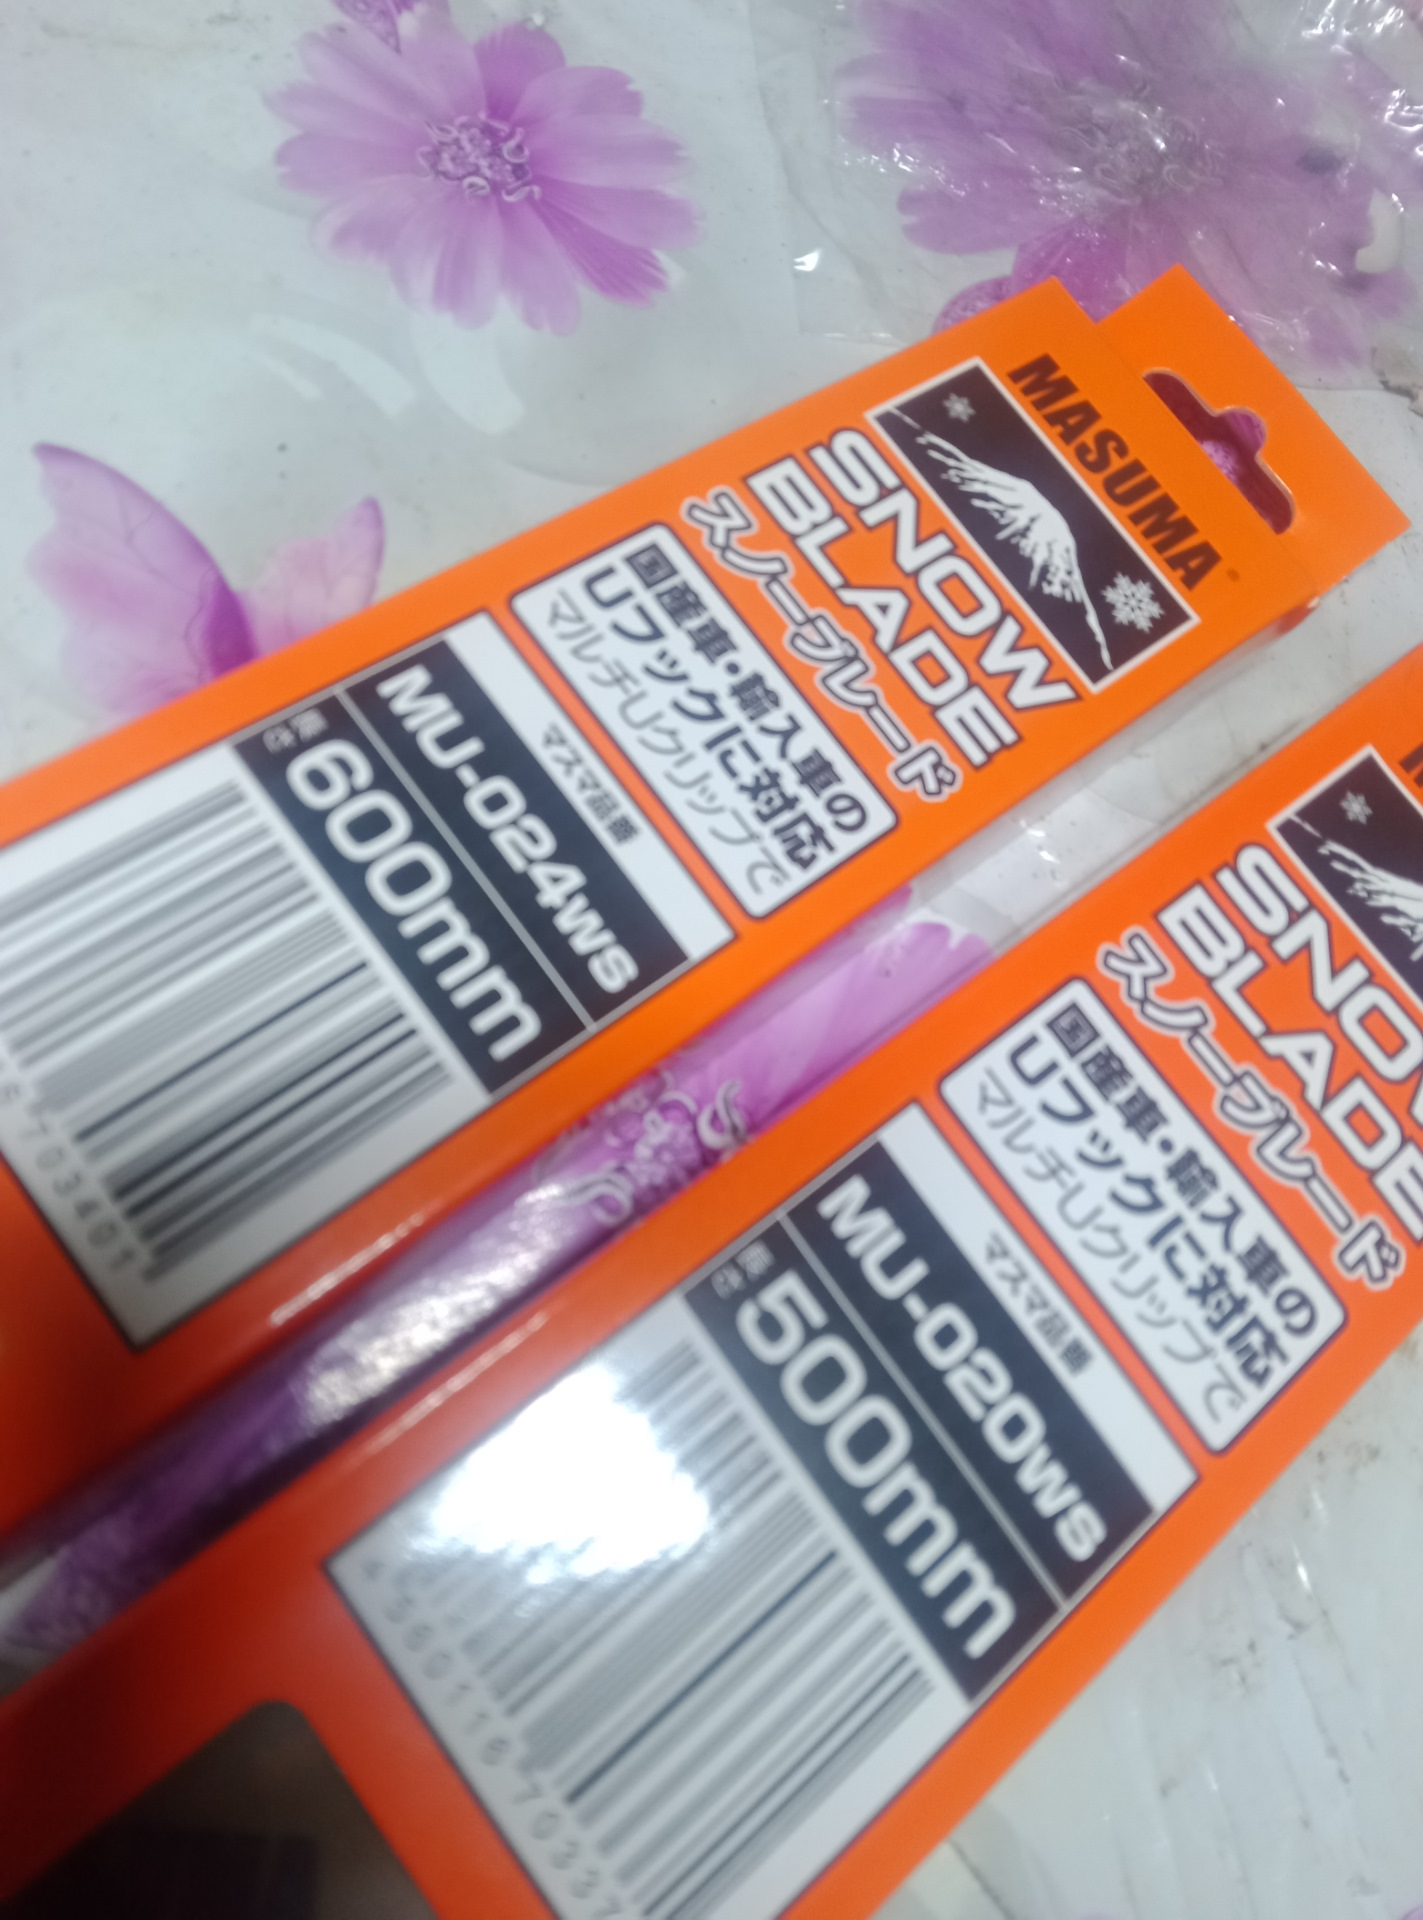 MASUMA
SNOW
BLADE
スノーブレード
国産車・輸入車の
Uフックに対応
マルチUクリップで
マスマ品番
MU-024ws
長さ 600mm
SNOW
BLADE
スノーブレード
国産車・輸入車の
Uフックに対応
マルチUクリップで
マスマ品番
MU-020ws
長さ 500mm